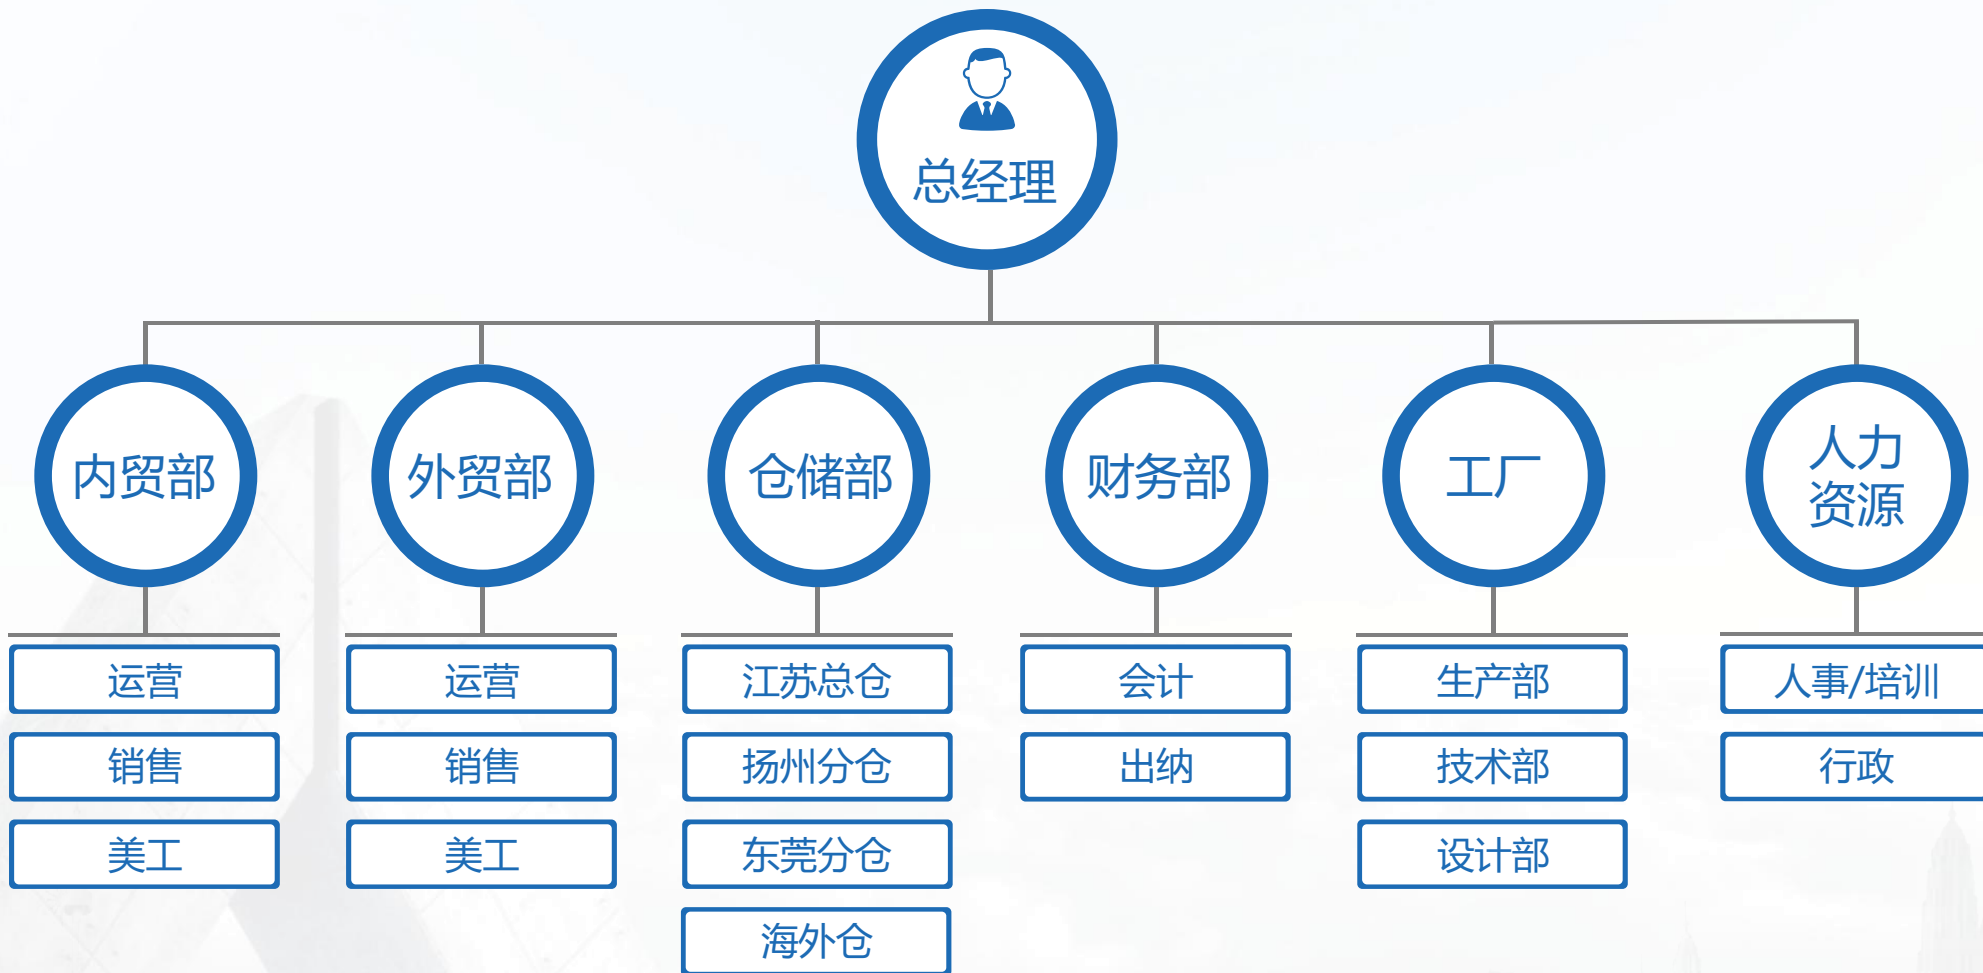 总经理
内贸部
外贸部
仓储部
财务部
工厂
人力
资源
运营
销售
美工
运营
销售
美工
江苏总仓
扬州分仓
东莞分仓
海外仓
会计
出纳
生产部
技术部
设计部
人事/培训
行政